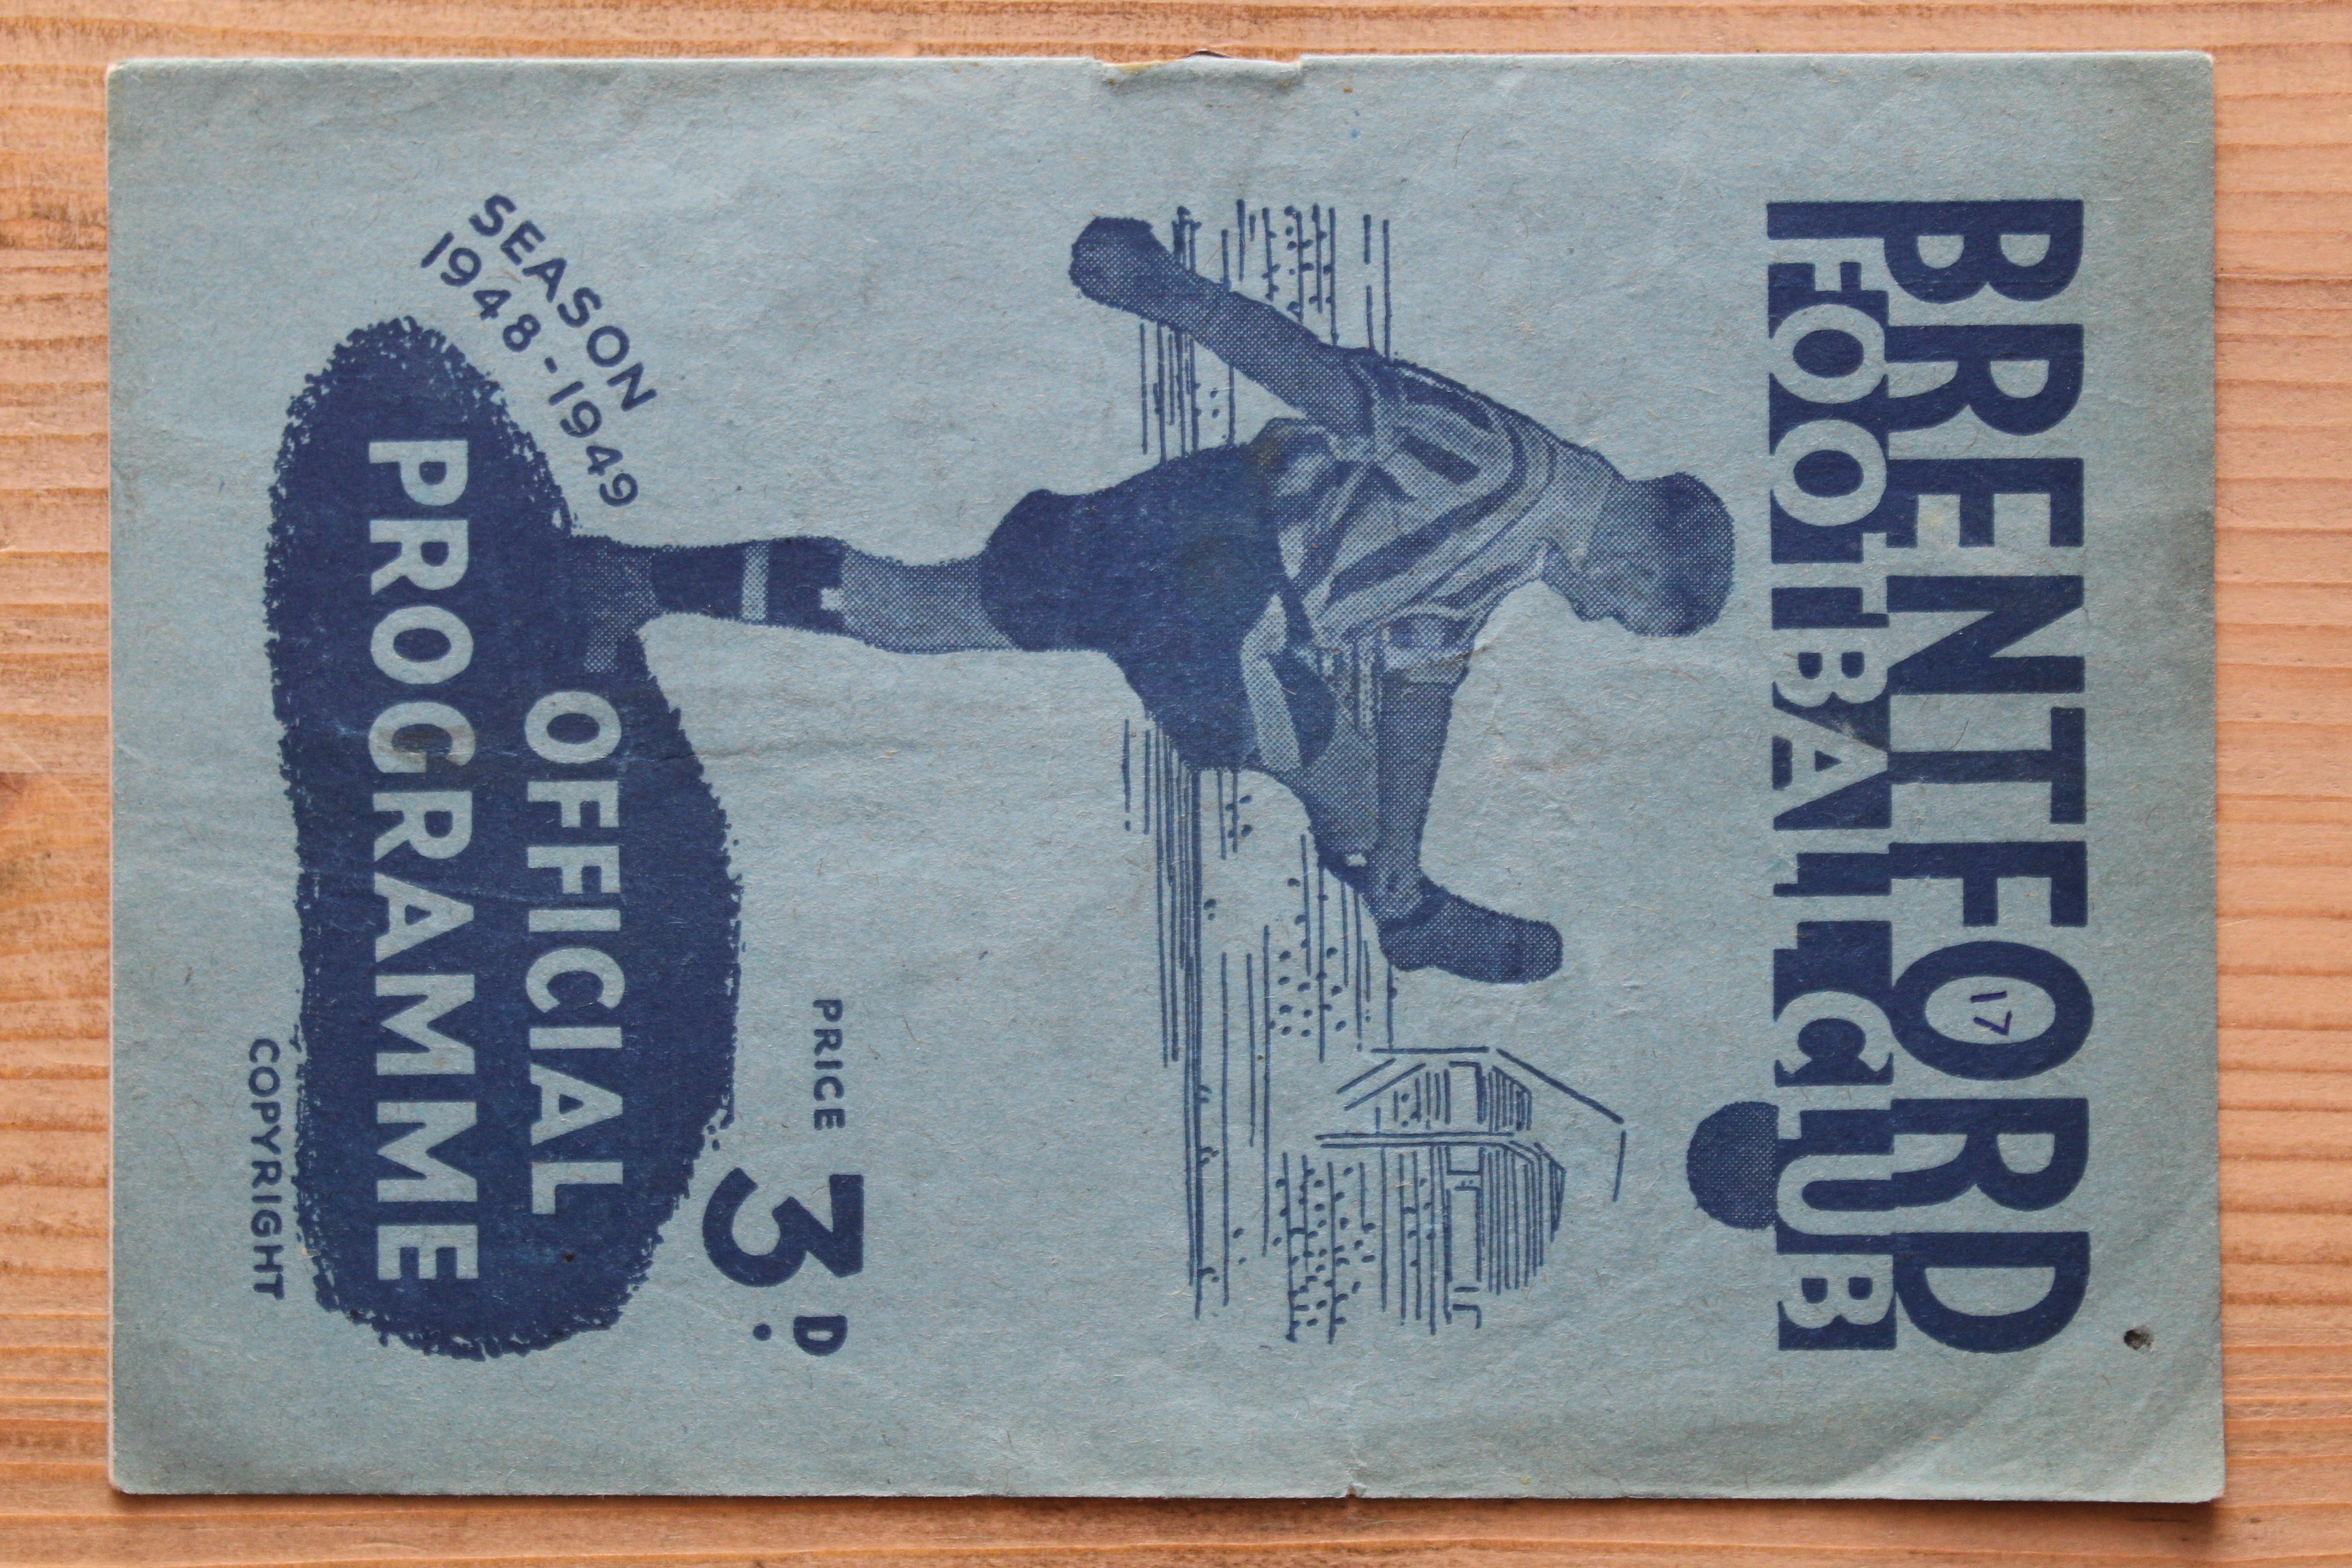 BRENTFORD
17
FOOTBALL CLUB
PRICE 3D.
SEASON
1948-1949
OFFICIAL
PROGRAMME
COPYRIGHT